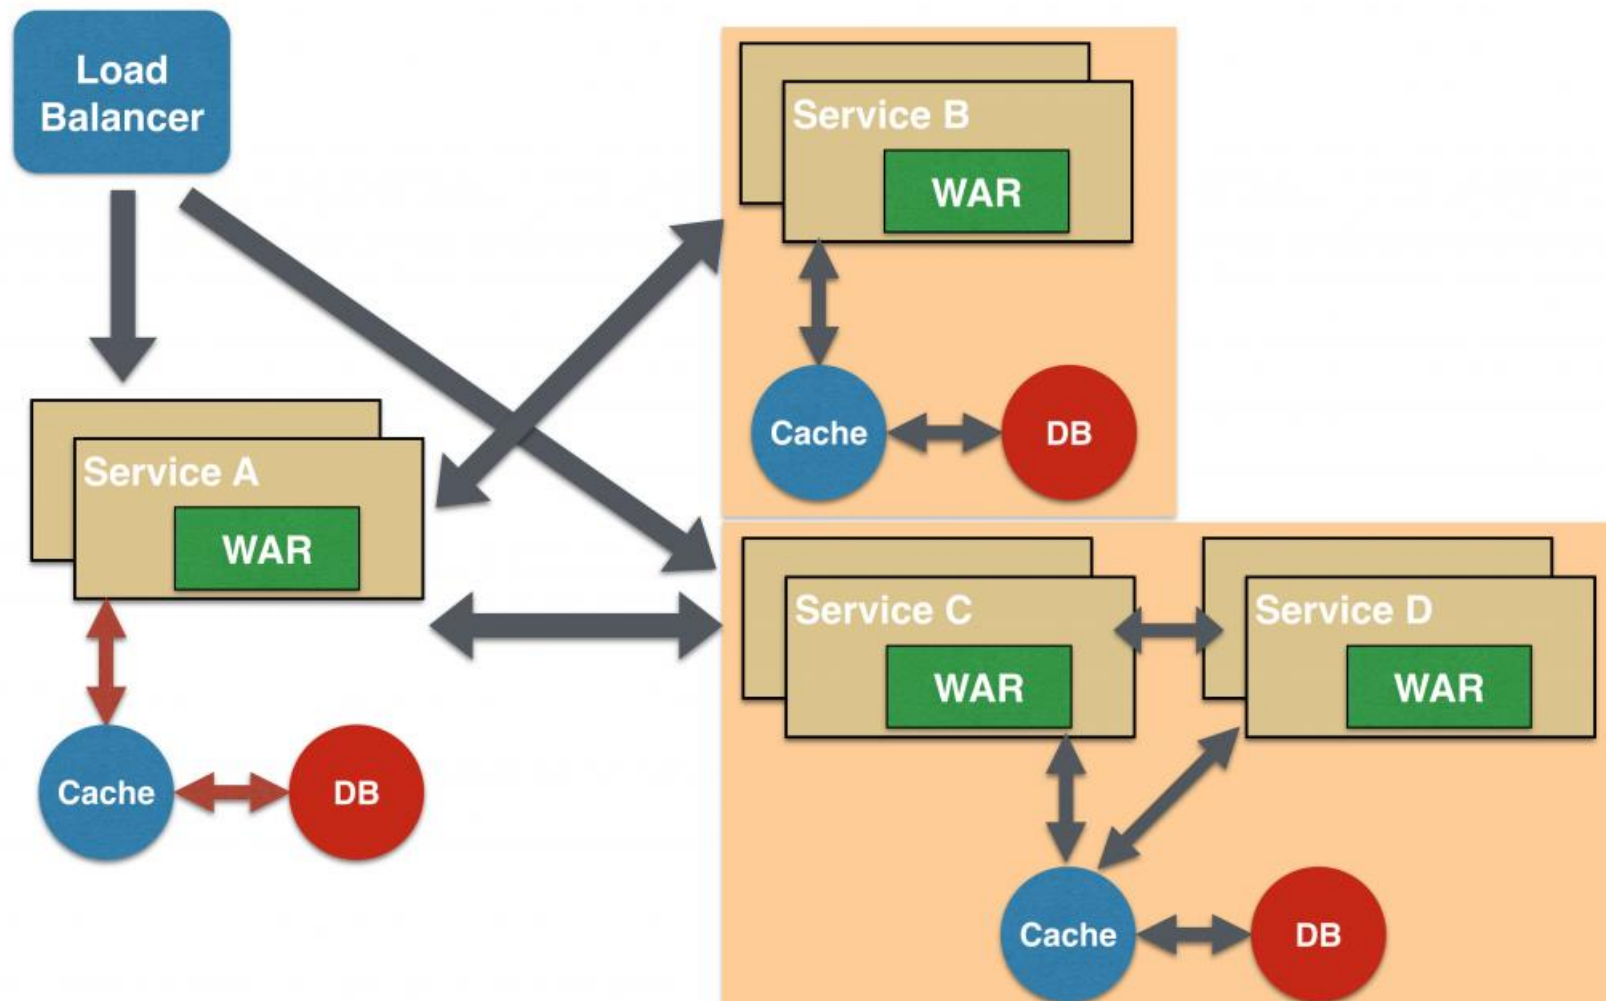 Load
Balancer
Service B
WAR
Cache
DB
Service A
WAR
Cache
DB
Service C
WAR
Service D
WAR
Cache
DB